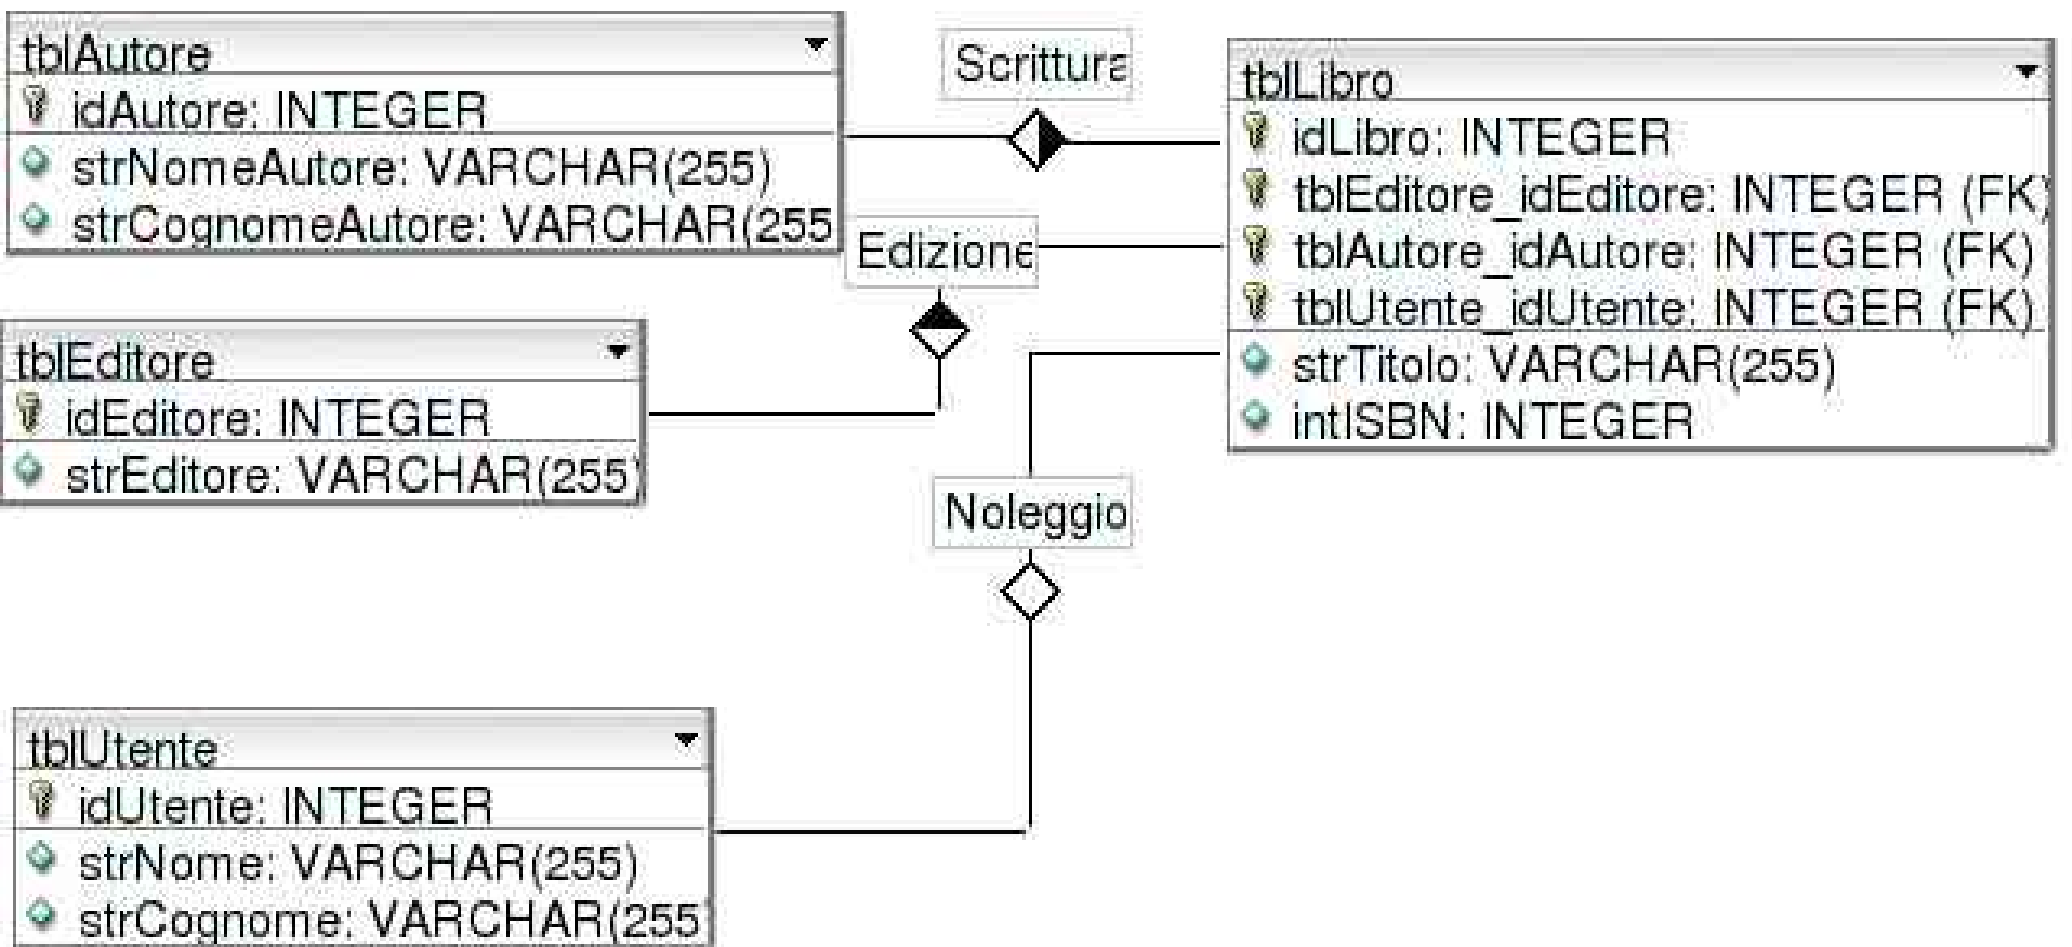 tblAutore
idAutore: INTEGER
strNomeAutore: VARCHAR(255)
strCognomeAutore: VARCHAR(255
Scrittura
Edizione
tblLibro
idLibro: INTEGER
tblEditore_idEditore: INTEGER (FK)
tblAutore_idAutore: INTEGER (FK)
tblUtente_idUtente: INTEGER (FK)
strTitolo: VARCHAR(255)
intISBN: INTEGER
tblEditore
idEditore: INTEGER
strEditore: VARCHAR(255)
Noleggio
tblUtente
idUtente: INTEGER
strNome: VARCHAR(255)
strCognome: VARCHAR(255